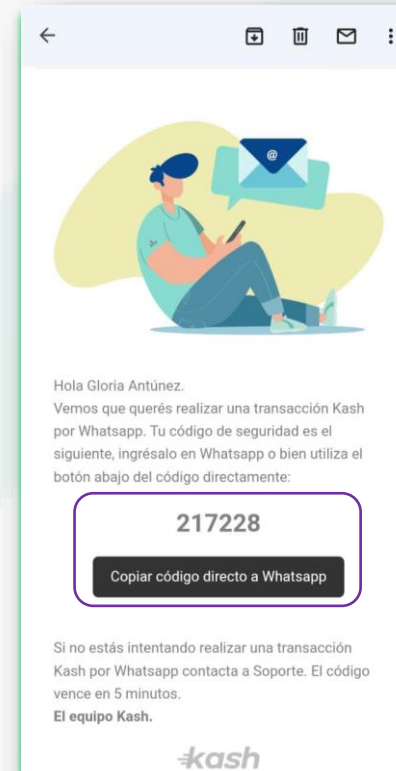 @
Hola Gloria Antúnez.
Vemos que querés realizar una transacción Kash
por Whatsapp. Tu código de seguridad es el
siguiente, ingrésalo en Whatsapp o bien utiliza el
botón abajo del código directamente:
217228
Copiar código directo a Whatsapp
Si no estás intentando realizar una transacción
Kash por Whatsapp contacta a Soporte. El código
vence en 5 minutos.
El equipo Kash.
kash